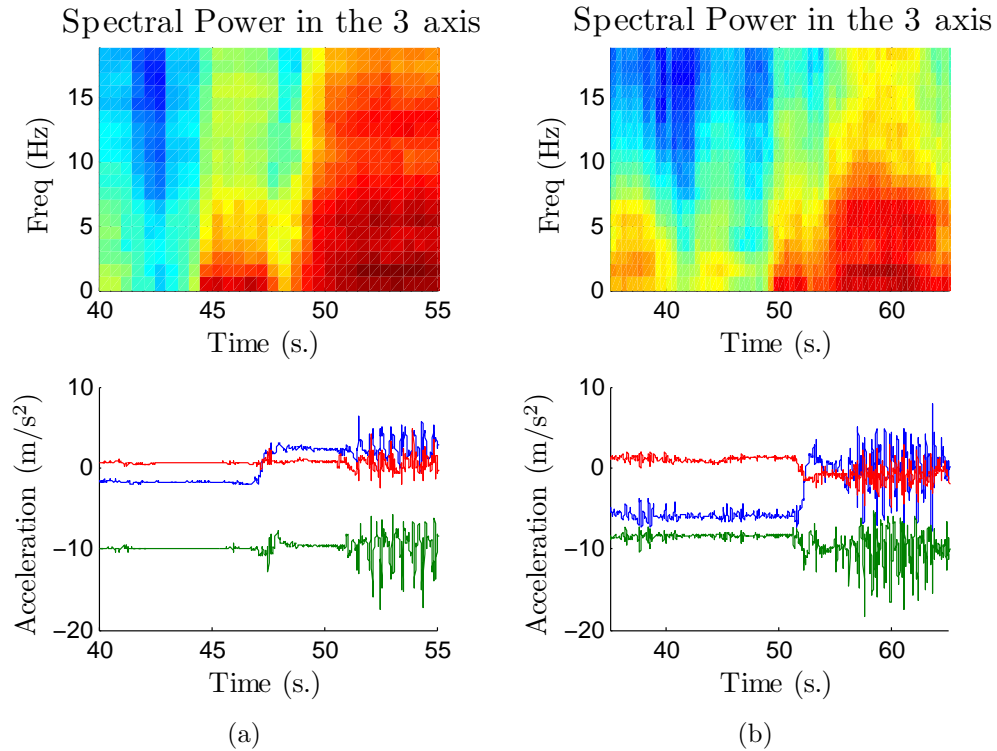 Spectral Power in the 3 axis
Freq (Hz)
15
10
5
0
40 45 50 55
Time (s.)
Acceleration (m/s²)
10
0
−10
−20
40 45 50 55
Time (s.)
(a)
Spectral Power in the 3 axis
Freq (Hz)
15
10
5
0
40 50 60
Time (s.)
Acceleration (m/s²)
10
0
−10
−20
40 50 60
Time (s.)
(b)